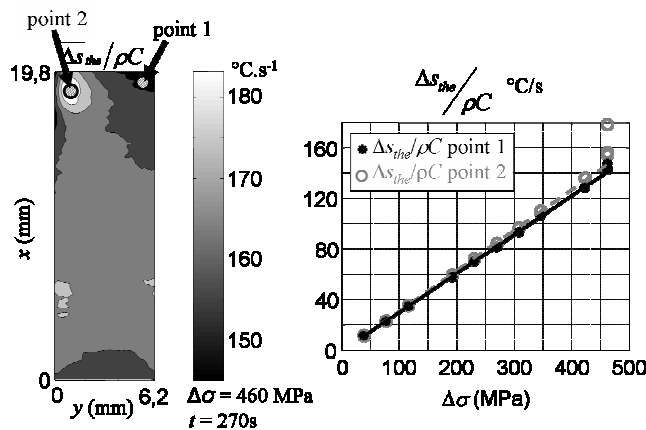 point 2
point 1
Δs_the/ρC
19,8
x (mm)
0
0
y (mm)
6,2
°C.s⁻¹
180
170
160
150
Δσ = 460 MPa
t = 270s
Δs_the/ρC °C/s
Δs_the/ρC point 1
Δs_the/ρC point 2
160
120
80
40
0
0
100
200
300
400
500
Δσ (MPa)